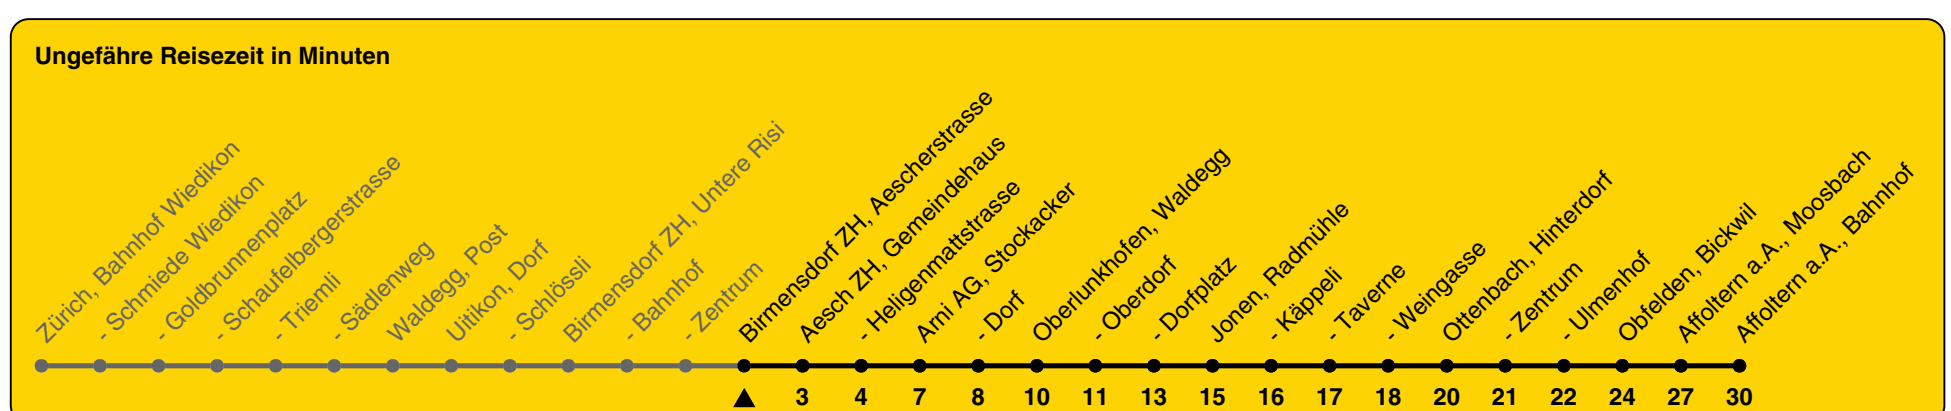 Ungefähre Reisezeit in Minuten
Zürich, Bahnhof Wiedikon
- Schmiede Wiedikon
- Goldbrunnenplatz
- Schaufelbergerstrasse
- Triemli
- Sädlenweg
Waldegg, Post
Uitikon, Dorf
- Schlössli
Birmensdorf ZH, Untere Risi
- Bahnhof
- Zentrum
Birmensdorf ZH, Aescherstrasse
Aesch ZH, Gemeindehaus
- Heligenmattstrasse
Arni AG, Stockacker
- Dorf
Oberlunkhofen, Waldegg
- Oberdorf
- Dorfplatz
Jonen, Radmühle
- Käppeli
- Taverne
- Weingasse
Ottenbach, Hinterdorf
- Zentrum
- Ulmenhof
Obfelden, Bickwil
Affoltern a.A., Moosbach
Affoltern a.A., Bahnhof
3 4 7 8 10 11 13 15 16 17 18 20 21 22 24 27 30